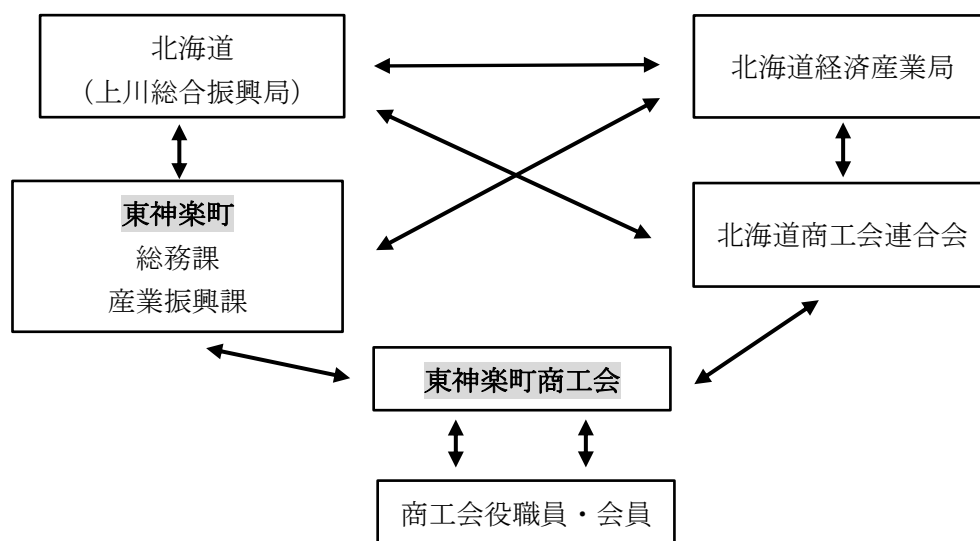 北海道
(上川総合振興局)
北海道経済産業局
東神楽町
総務課
産業振興課
北海道商工会連合会
東神楽町商工会
商工会役職員・会員